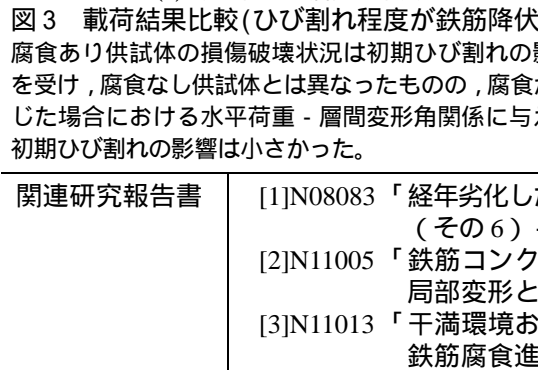 図3 載荷結果比較(ひび割れ程度が鉄筋降伏
腐食あり供試体の損傷破壊状況は初期ひび割れの
を受け,腐食なし供試体とは異なったものの,腐食
じた場合における水平荷重-層間変形角関係に与
初期ひび割れの影響は小さかった。
関連研究報告書
[1]N08083「経年劣化し
(その6)
[2]N11005「鉄筋コンク
局部変形と
[3]N11013「干満環境お
鉄筋腐食進